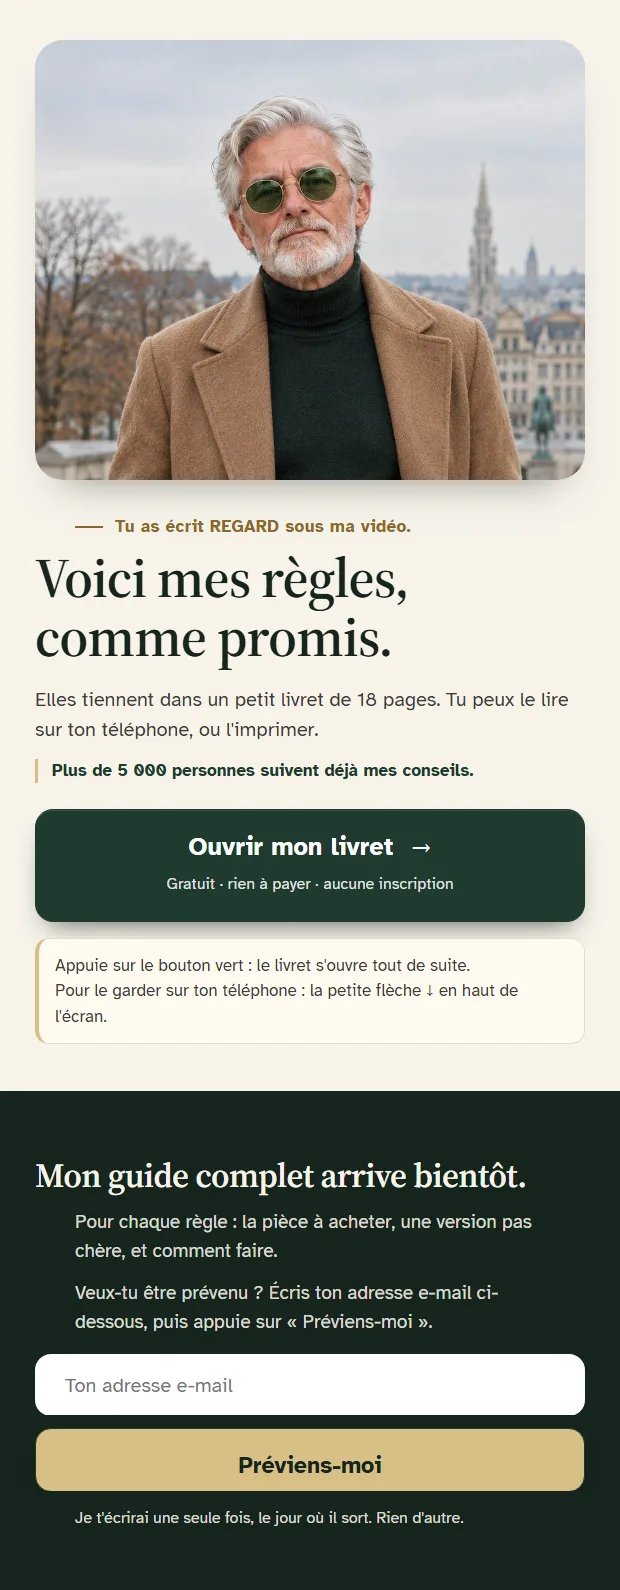 Tu as écrit REGARD sous ma vidéo.
Voici mes règles,
comme promis.
Elles tiennent dans un petit livret de 18 pages. Tu peux le lire
sur ton téléphone, ou l'imprimer.
Plus de 5 000 personnes suivent déjà mes conseils.
Ouvrir mon livret →
Gratuit · rien à payer · aucune inscription
Appuie sur le bouton vert : le livret s'ouvre tout de suite.
Pour le garder sur ton téléphone : la petite flèche ↓ en haut de
l'écran.
Mon guide complet arrive bientôt.
Pour chaque règle : la pièce à acheter, une version pas
chère, et comment faire.
Veux-tu être prévenu ? Écris ton adresse e-mail ci-
dessous, puis appuie sur « Préviens-moi ».
Ton adresse e-mail
Préviens-moi
Je t'écrirai une seule fois, le jour où il sort. Rien d'autre.